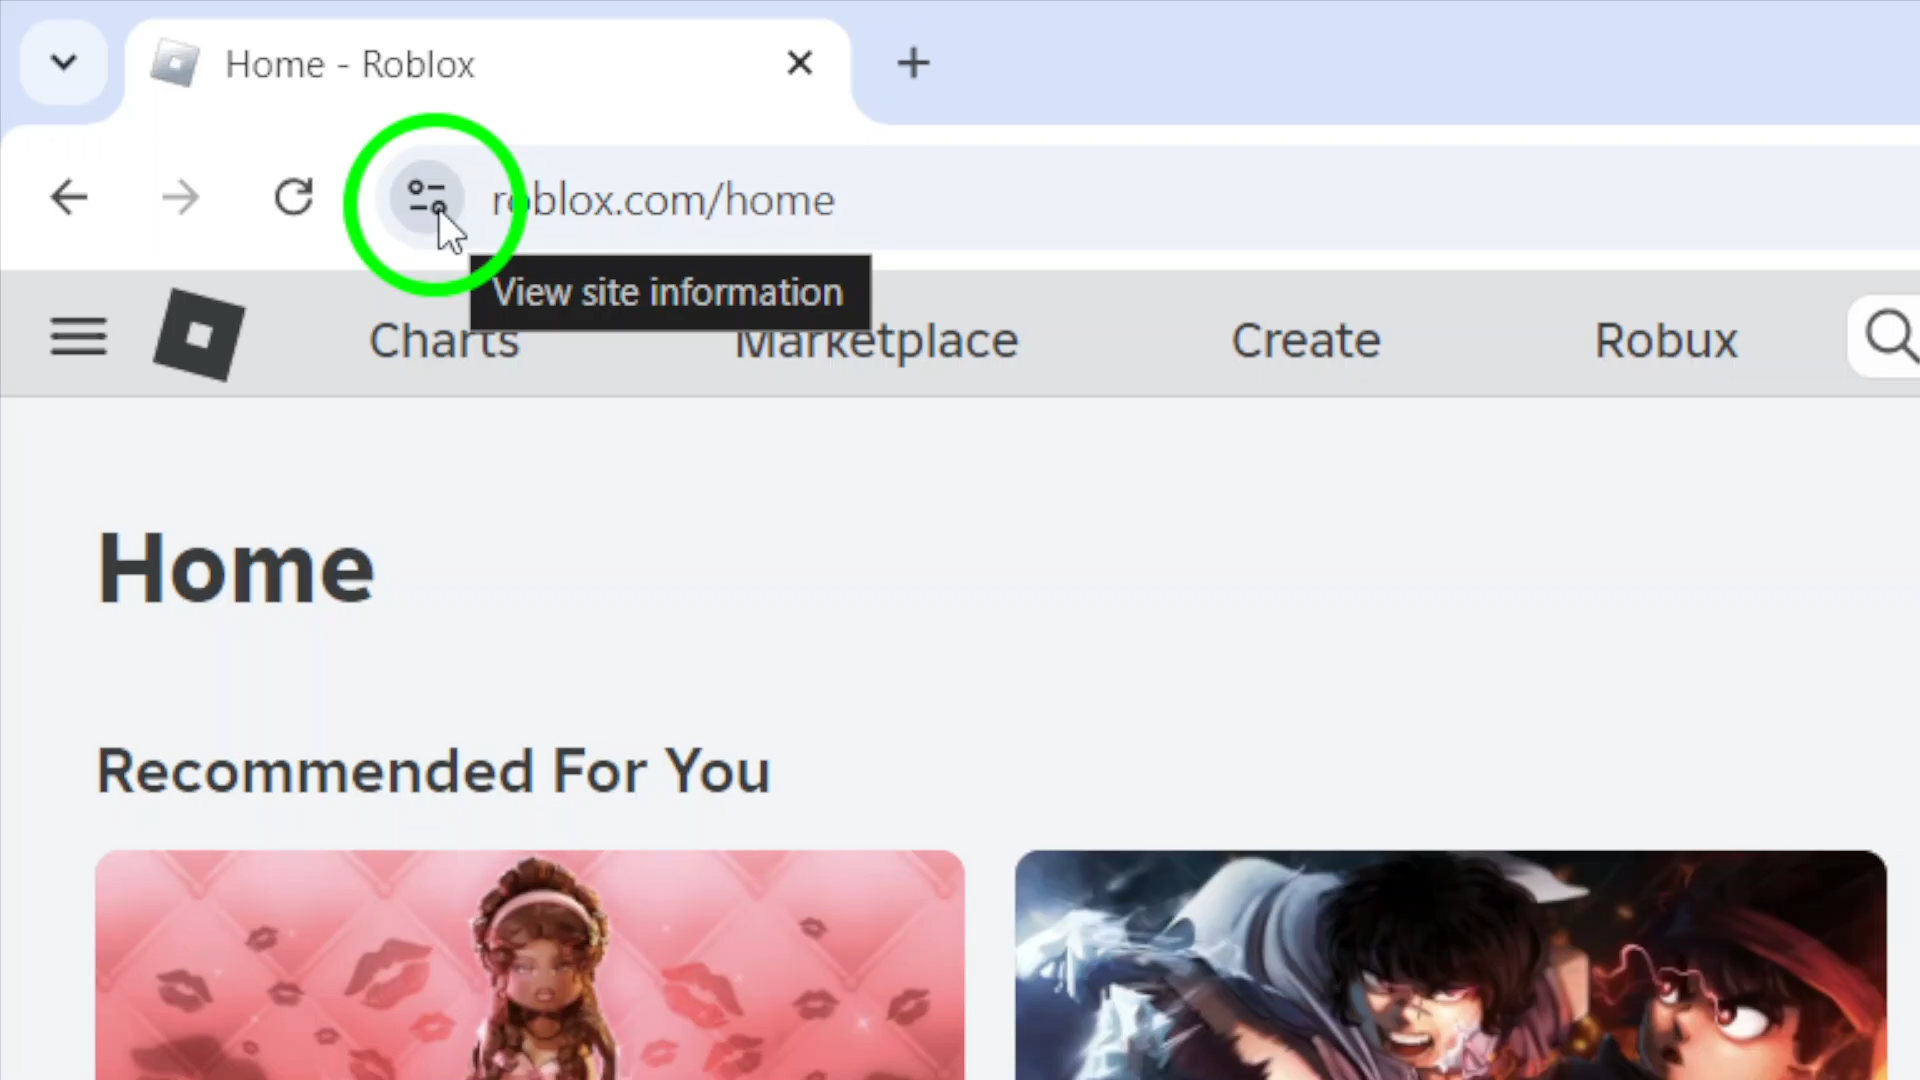 Home - Roblox
roblox.com/home
View site information
Charts Marketplace Create Robux
Home
Recommended For You